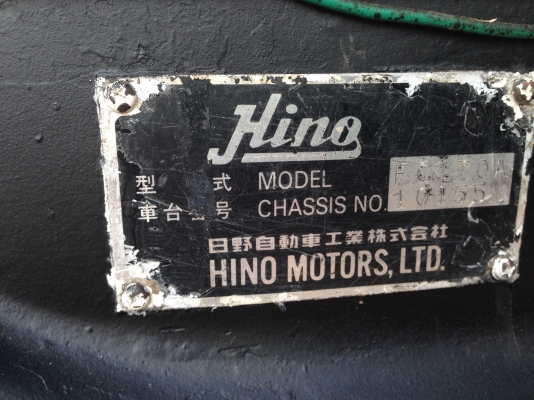 Hino
型 式 MODEL
車台番号 CHASSIS NO.
日野自動車工業株式会社
HINO MOTORS, LTD.